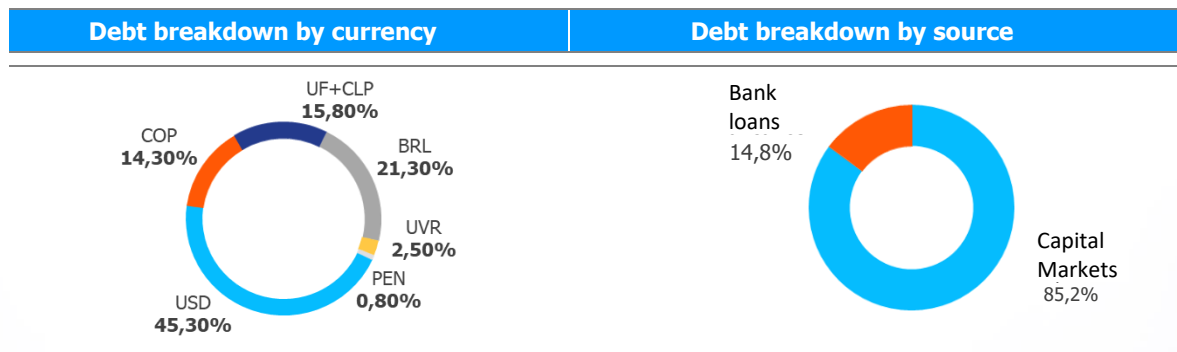 Debt breakdown by currency
Debt breakdown by source
UF+CLP
15,80%
COP
14,30%
BRL
21,30%
UVR
2,50%
PEN
0,80%
USD
45,30%
Bank
loans
14,8%
Capital
Markets
85,2%